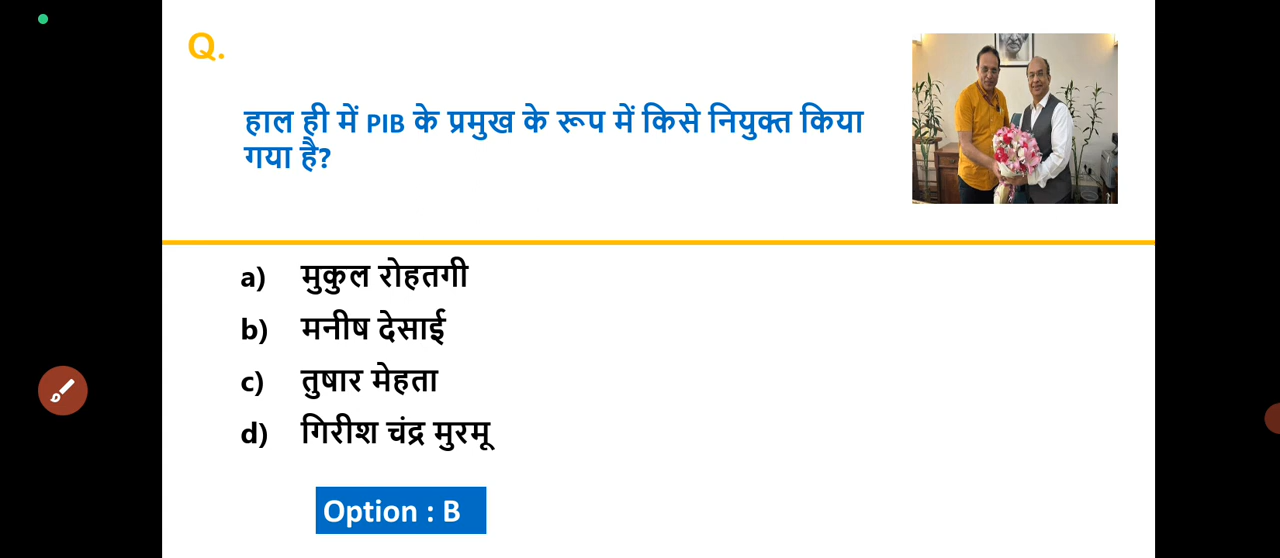 Q.
हाल ही में PIB के प्रमुख के रूप में किसे नियुक्त किया
गया है?
a) मुकुल रोहतगी
b) मनीष देसाई
c) तुषार मेहता
d) गिरीश चंद्र मुरमू
Option : B